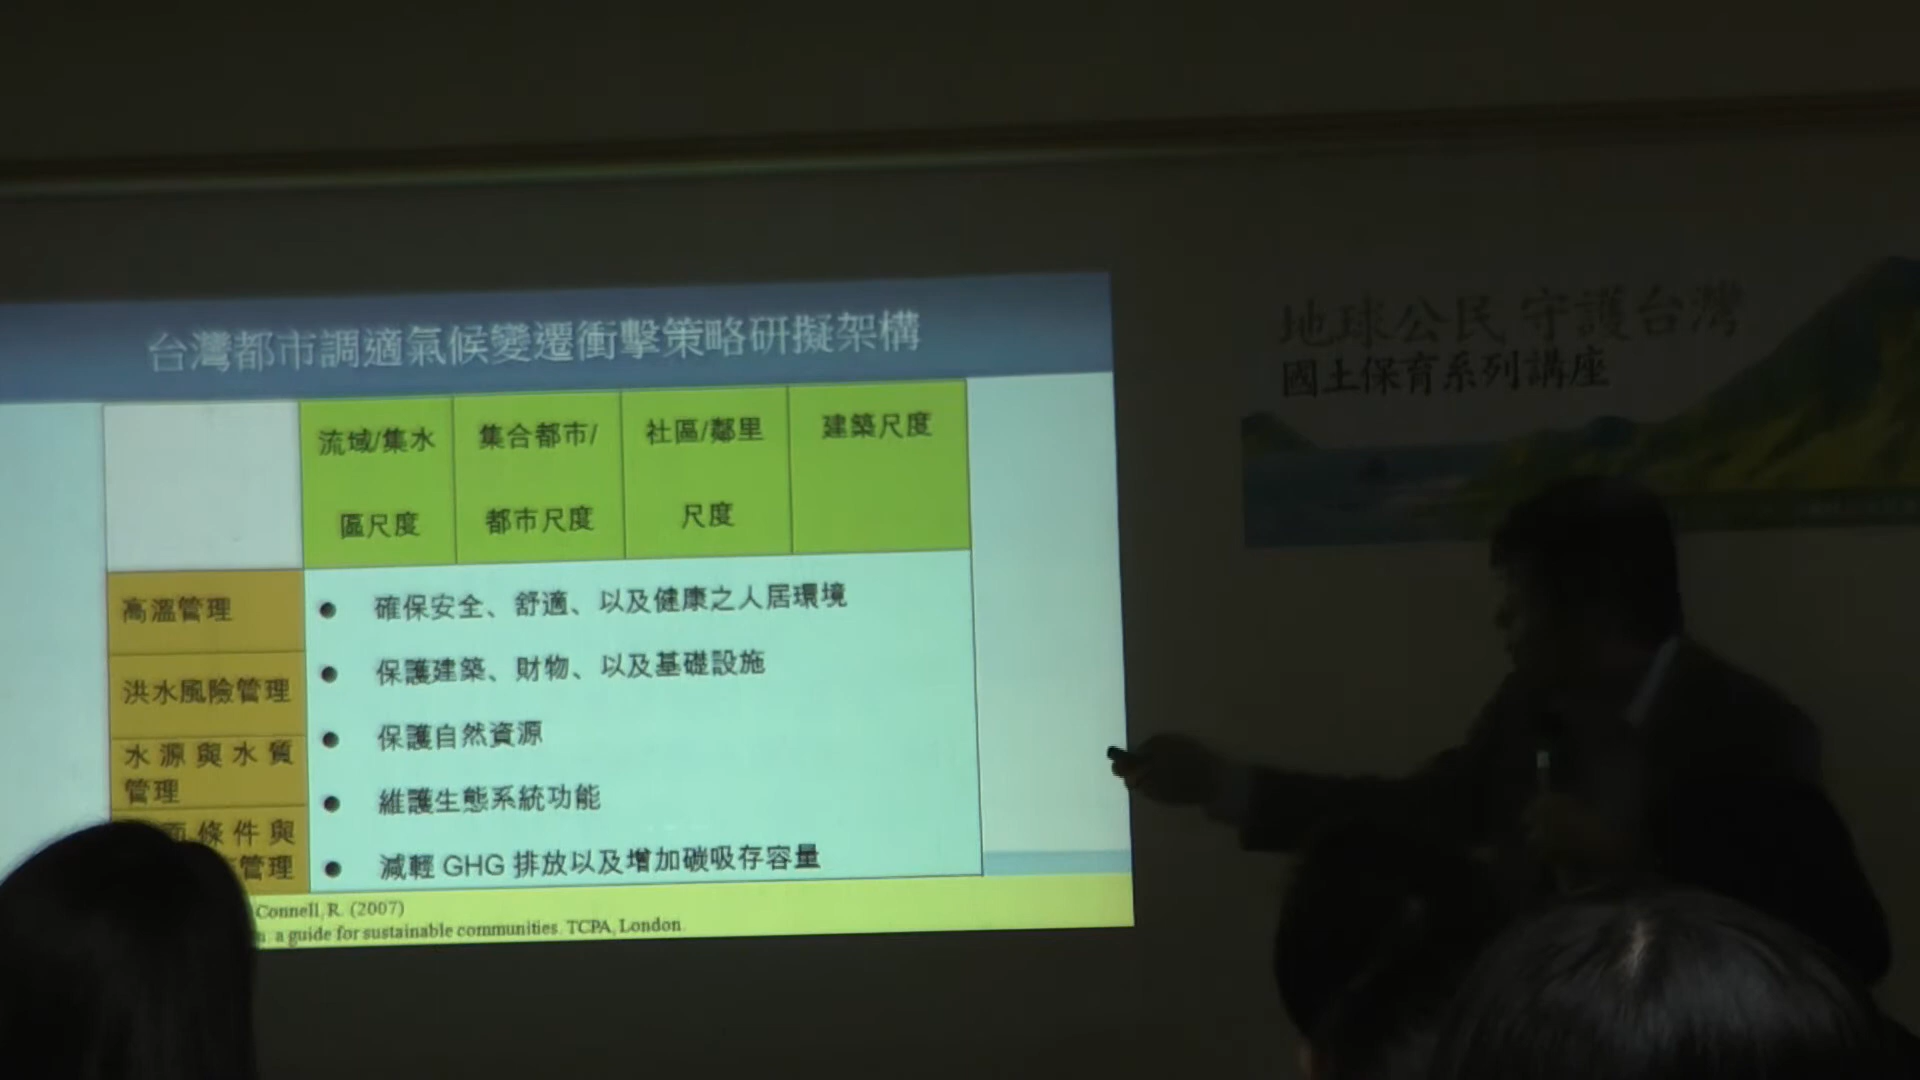 台灣都市調適氣候變遷衝擊策略研擬架構
流域/集水
區尺度
集合都市/
都市尺度
社區/鄰里
尺度
建築尺度
高溫管理
洪水風險管理
水源與水質
管理
條件與
管理
● 確保安全、舒適、以及健康之人居環境
● 保護建築、財物、以及基礎設施
● 保護自然資源
● 維護生態系統功能
● 減輕 GHG 排放以及增加碳吸存容量
Connell, R. (2007)
a guide for sustainable communities. TCPA, London.
地球公民 守護台灣
國土保育系列講座